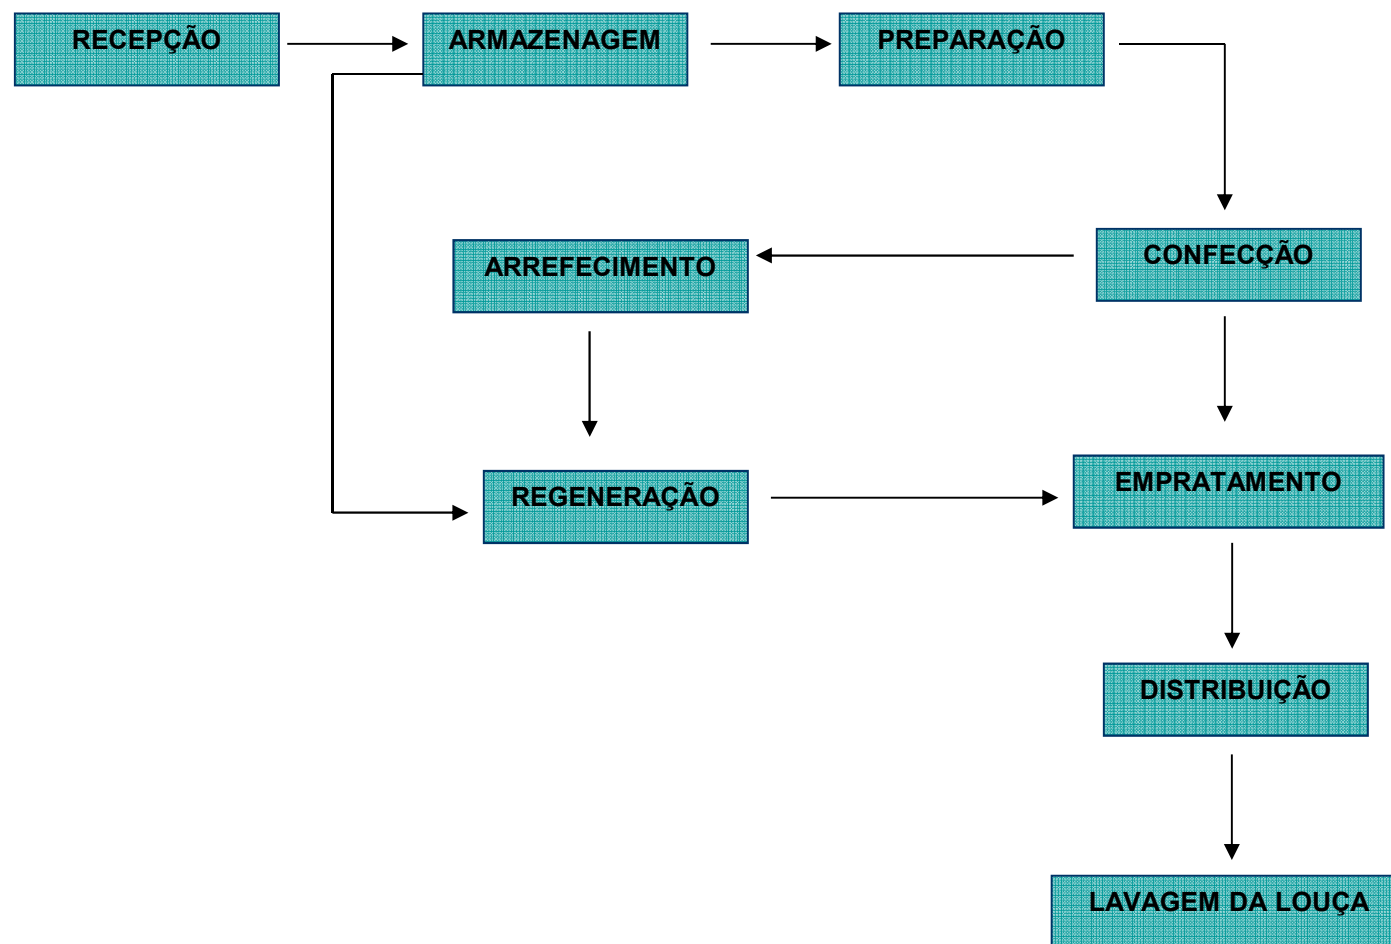 RECEPÇÃO
ARMAZENAGEM
PREPARAÇÃO
ARREFECIMENTO
CONFECÇÃO
REGENERAÇÃO
EMPRATAMENTO
DISTRIBUIÇÃO
LAVAGEM DA LOUÇA